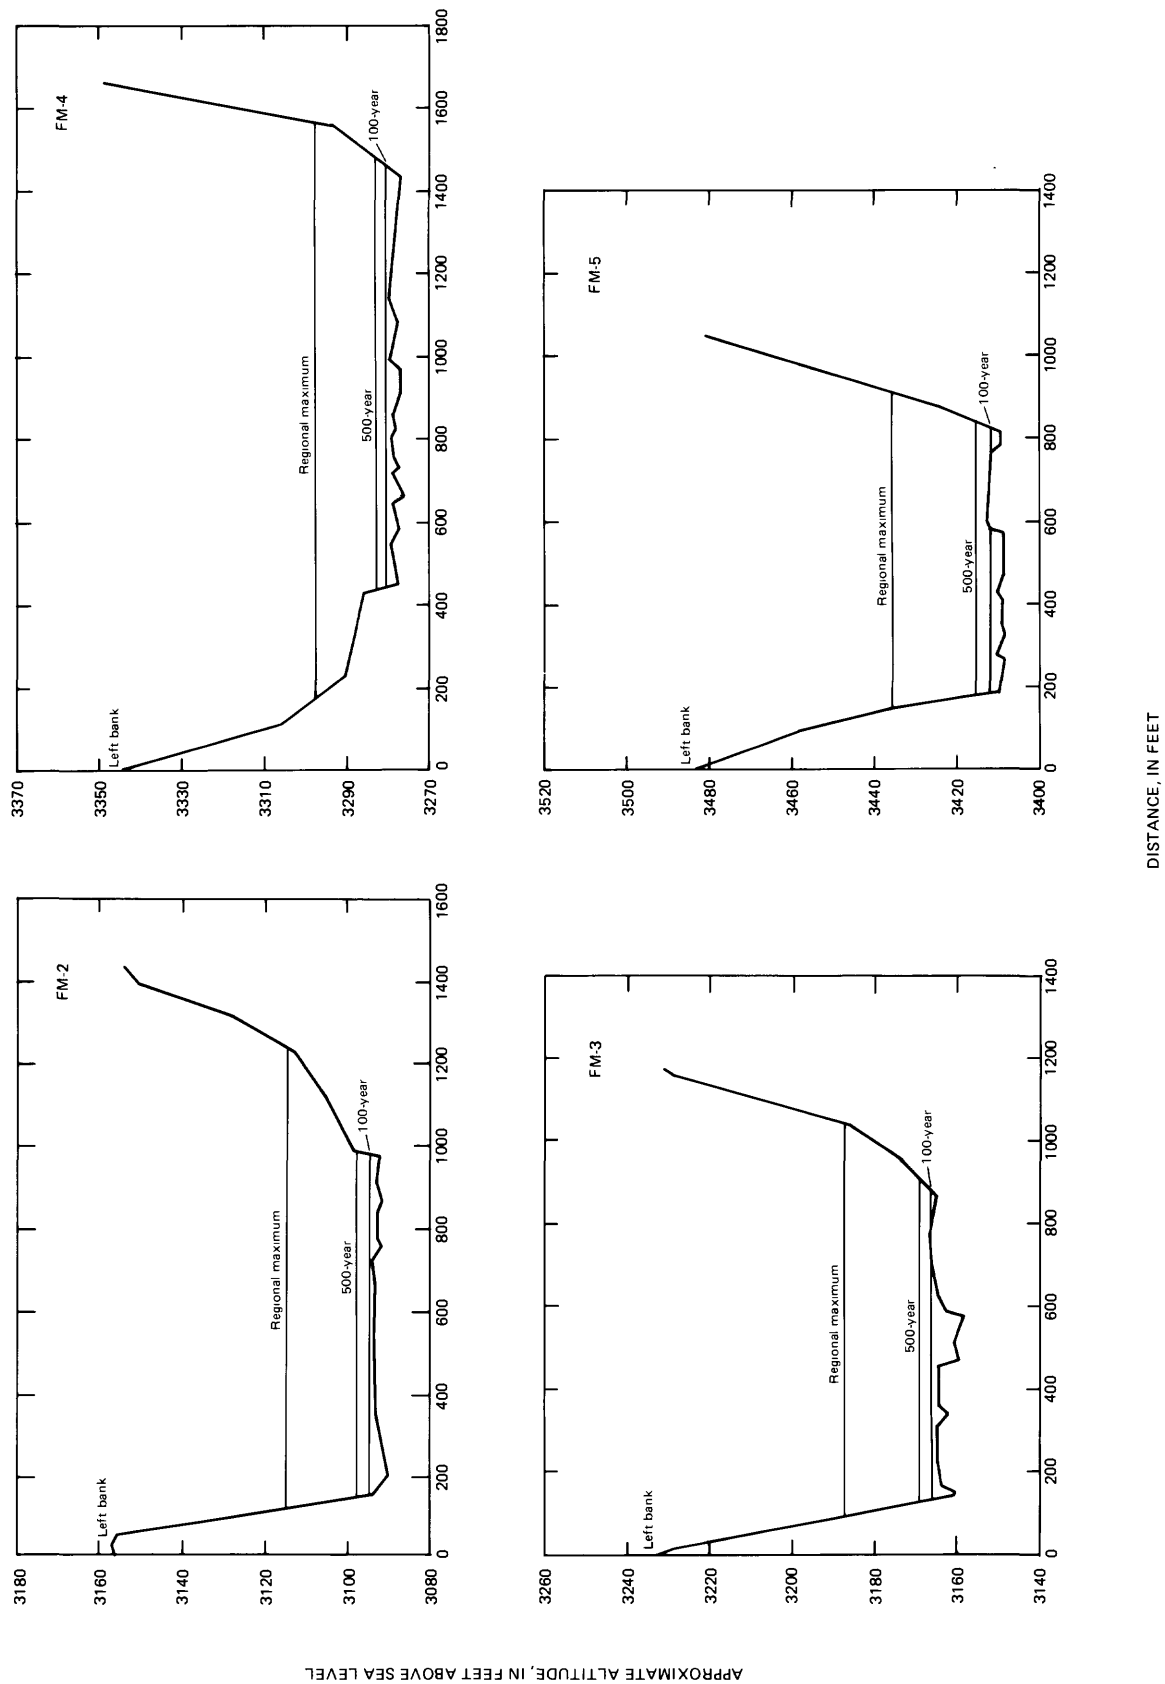 APPROXIMATE ALTITUDE, IN FEET ABOVE SEA LEVEL
3180
3160
3140
3120
3100
3080
FM-2
Left bank
Regional maximum
500-year
100-year
0 200 400 600 800 1000 1200 1400 1600
3370
3350
3330
3310
3290
3270
FM-4
Left bank
Regional maximum
500-year
100-year
0 200 400 600 800 1000 1200 1400 1600 1800
3260
3240
3220
3200
3180
3160
3140
FM-3
Left bank
Regional maximum
500-year
100-year
0 200 400 600 800 1000 1200 1400
3520
3500
3480
3460
3440
3420
3400
FM-5
Left bank
Regional maximum
500-year
100-year
0 200 400 600 800 1000 1200 1400
DISTANCE, IN FEET